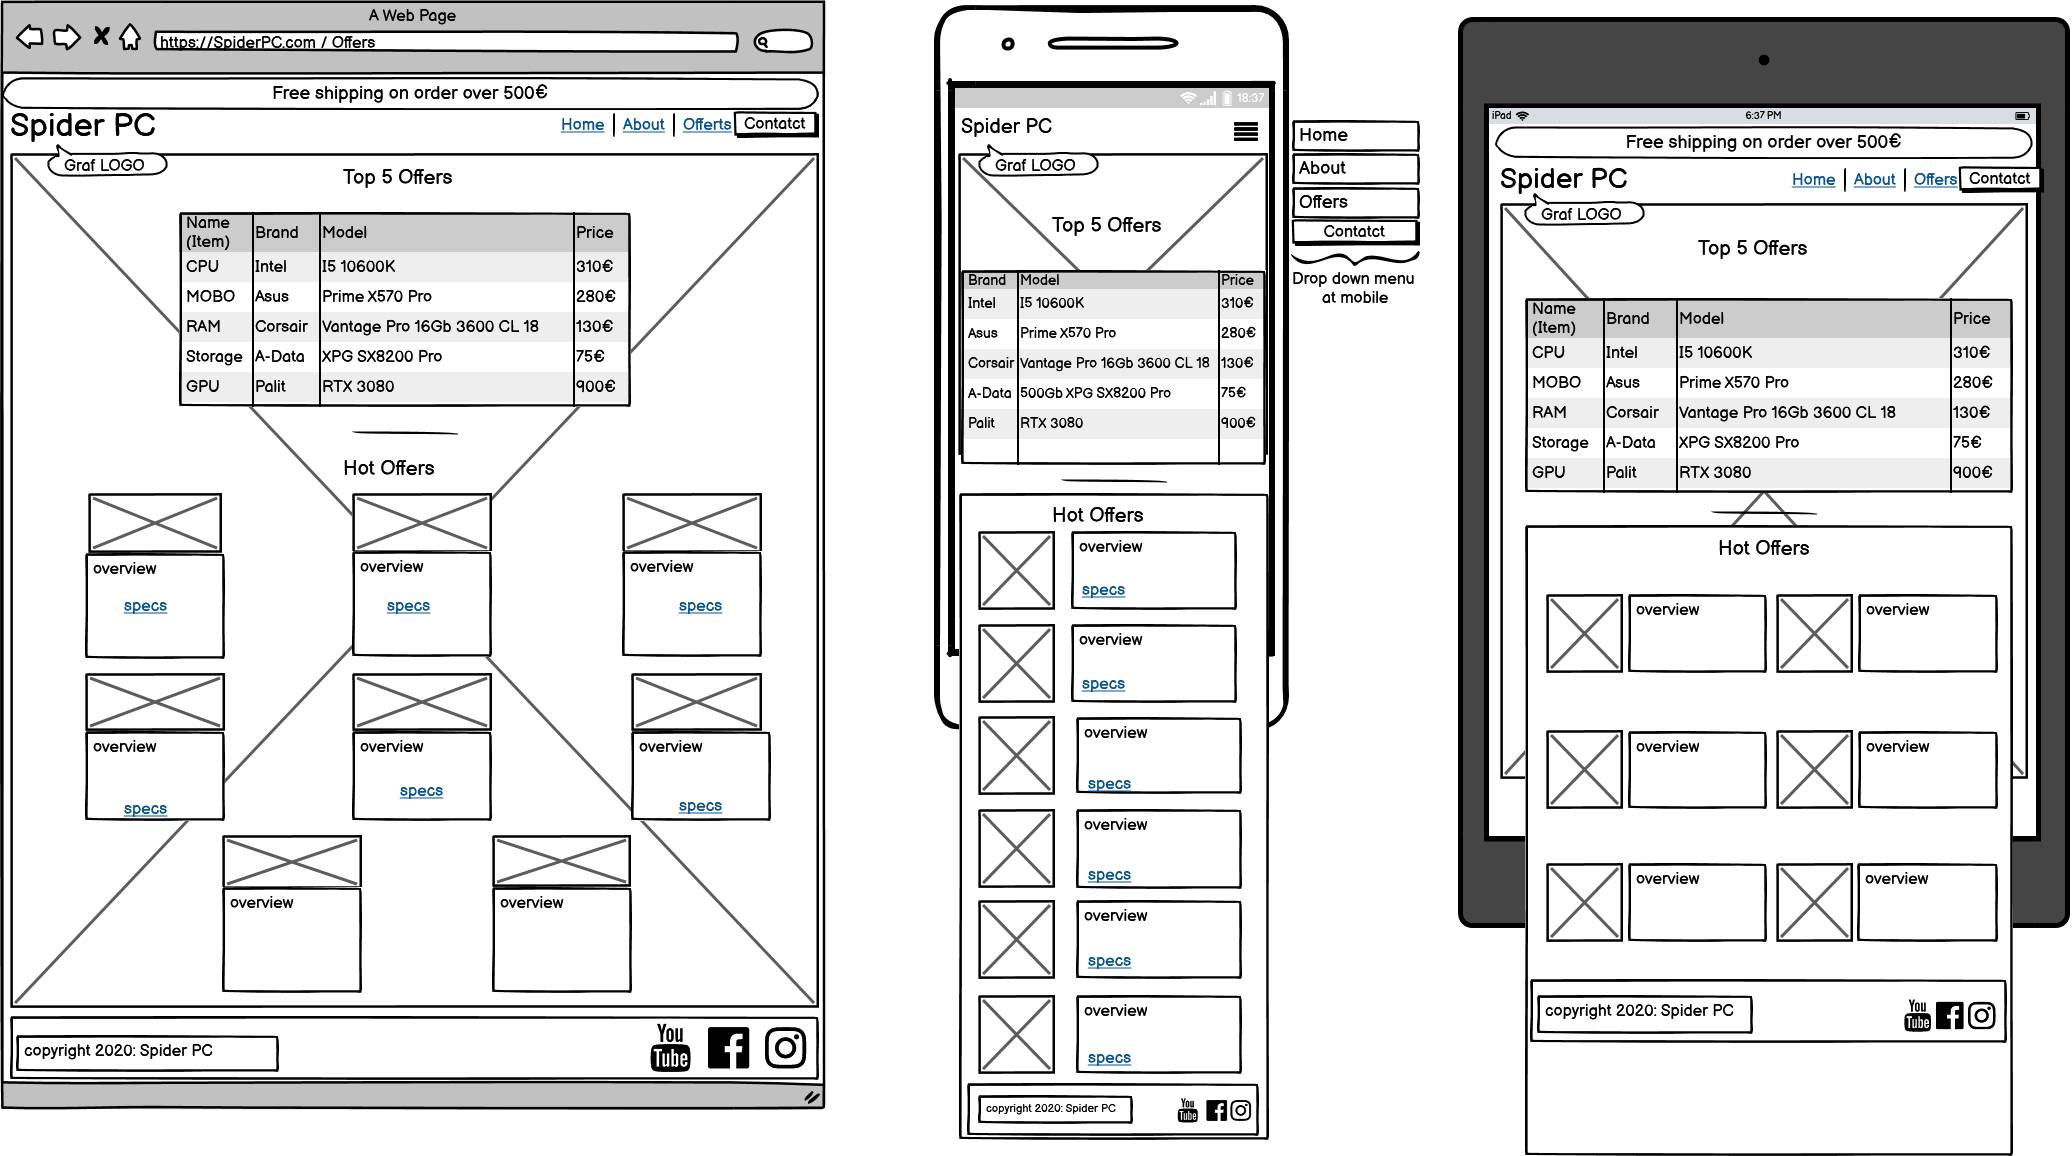 A Web Page
https://SpiderPC.com / Offers
Free shipping on order over 500€
Spider PC
Home About Offerts Contatct
Graf LOGO
Top 5 Offers
Name (Item) Brand Model Price
CPU Intel I5 10600K 310€
MOBO Asus Prime X570 Pro 280€
RAM Corsair Vantage Pro 16Gb 3600 CL 18 130€
Storage A-Data XPG SX8200 Pro 75€
GPU Palit RTX 3080 900€
Hot Offers
overview overview overview
specs specs specs
overview overview overview
specs specs specs
overview overview
copyright 2020: Spider PC
You Tube
18:37
Spider PC
Graf LOGO
Top 5 Offers
Brand Model Price
Intel I5 10600K 310€
Asus Prime X570 Pro 280€
Corsair Vantage Pro 16Gb 3600 CL 18 130€
A-Data 500Gb XPG SX8200 Pro 75€
Palit RTX 3080 900€
Hot Offers
overview
specs
overview
specs
overview
specs
overview
specs
overview
specs
overview
specs
copyright 2020: Spider PC
You Tube
Home
About
Offers
Contatct
Drop down menu
at mobile
iPad 6:37 PM
Free shipping on order over 500€
Spider PC
Home About Offers Contatct
Graf LOGO
Top 5 Offers
Name (Item) Brand Model Price
CPU Intel I5 10600K 310€
MOBO Asus Prime X570 Pro 280€
RAM Corsair Vantage Pro 16Gb 3600 CL 18 130€
Storage A-Data XPG SX8200 Pro 75€
GPU Palit RTX 3080 900€
Hot Offers
overview overview
overview overview
overview overview
copyright 2020: Spider PC
You Tube